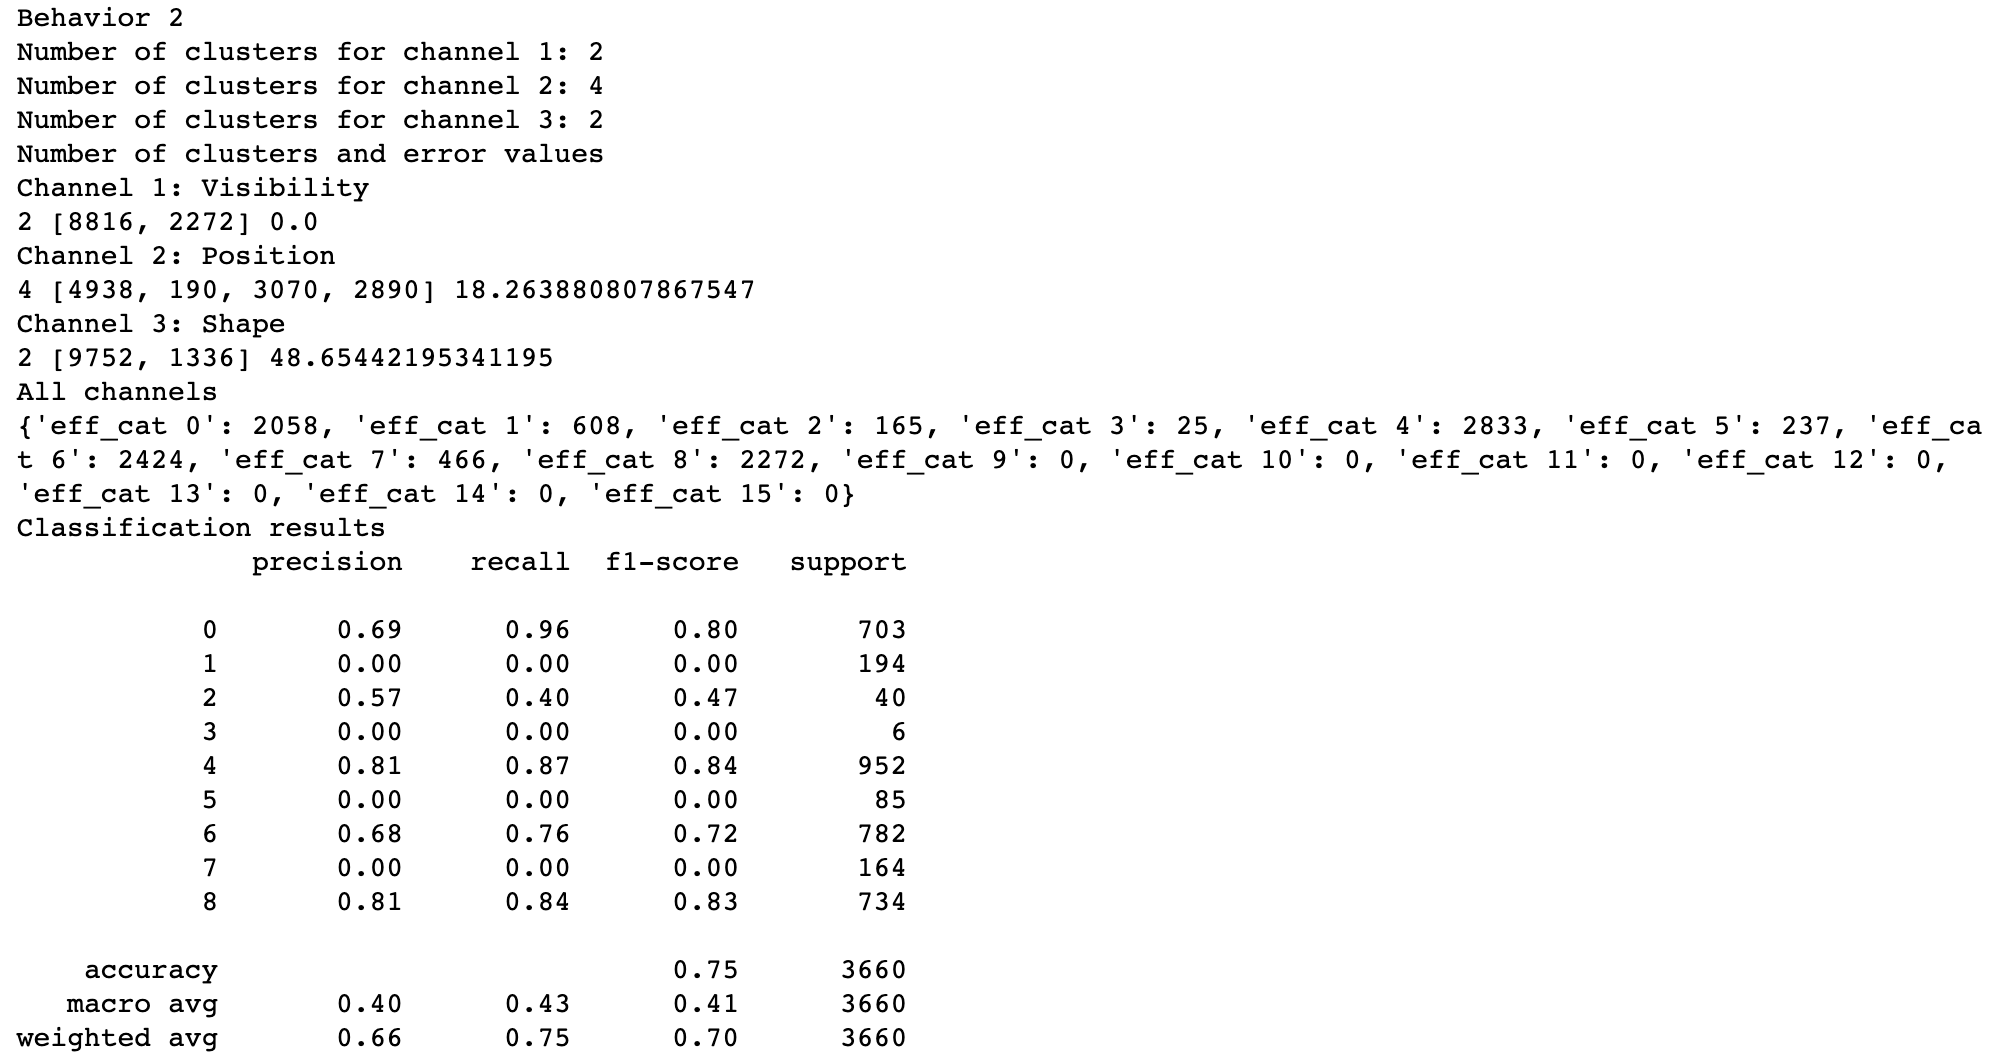 Behavior 2
Number of clusters for channel 1: 2
Number of clusters for channel 2: 4
Number of clusters for channel 3: 2
Number of clusters and error values
Channel 1: Visibility
2 [8816, 2272] 0.0
Channel 2: Position
4 [4938, 190, 3070, 2890] 18.263880807867547
Channel 3: Shape
2 [9752, 1336] 48.65442195341195
All channels
{'eff_cat 0': 2058, 'eff_cat 1': 608, 'eff_cat 2': 165, 'eff_cat 3': 25, 'eff_cat 4': 2833, 'eff_cat 5': 237, 'eff_ca
t 6': 2424, 'eff_cat 7': 466, 'eff_cat 8': 2272, 'eff_cat 9': 0, 'eff_cat 10': 0, 'eff_cat 11': 0, 'eff_cat 12': 0,
'eff_cat 13': 0, 'eff_cat 14': 0, 'eff_cat 15': 0}
Classification results
              precision    recall  f1-score   support

           0       0.69      0.96      0.80       703
           1       0.00      0.00      0.00       194
           2       0.57      0.40      0.47        40
           3       0.00      0.00      0.00         6
           4       0.81      0.87      0.84       952
           5       0.00      0.00      0.00        85
           6       0.68      0.76      0.72       782
           7       0.00      0.00      0.00       164
           8       0.81      0.84      0.83       734

    accuracy                           0.75      3660
   macro avg       0.40      0.43      0.41      3660
weighted avg       0.66      0.75      0.70      3660